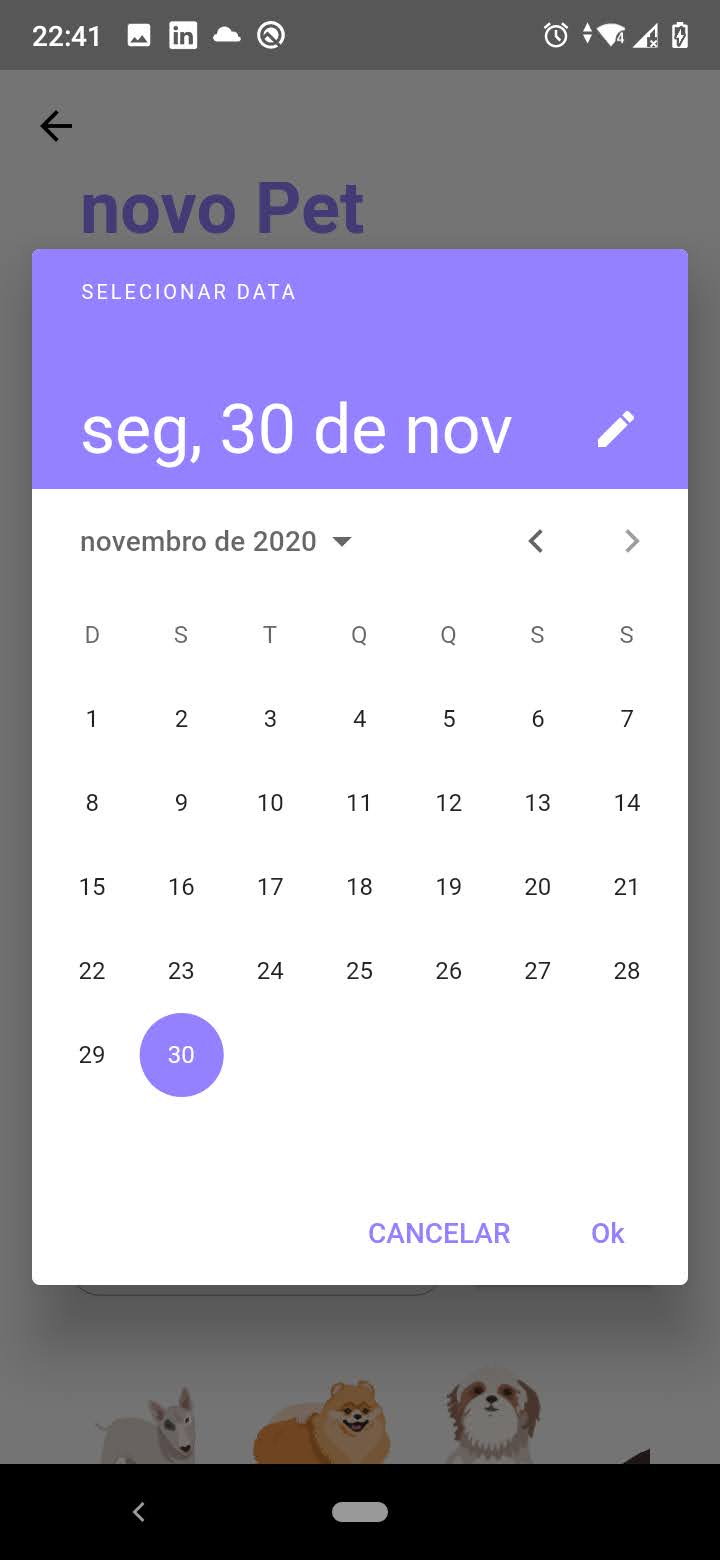 22:41
novo Pet
SELECIONAR DATA
seg, 30 de nov
novembro de 2020
D S T Q Q S S
1 2 3 4 5 6 7
8 9 10 11 12 13 14
15 16 17 18 19 20 21
22 23 24 25 26 27 28
29 30
CANCELAR Ok